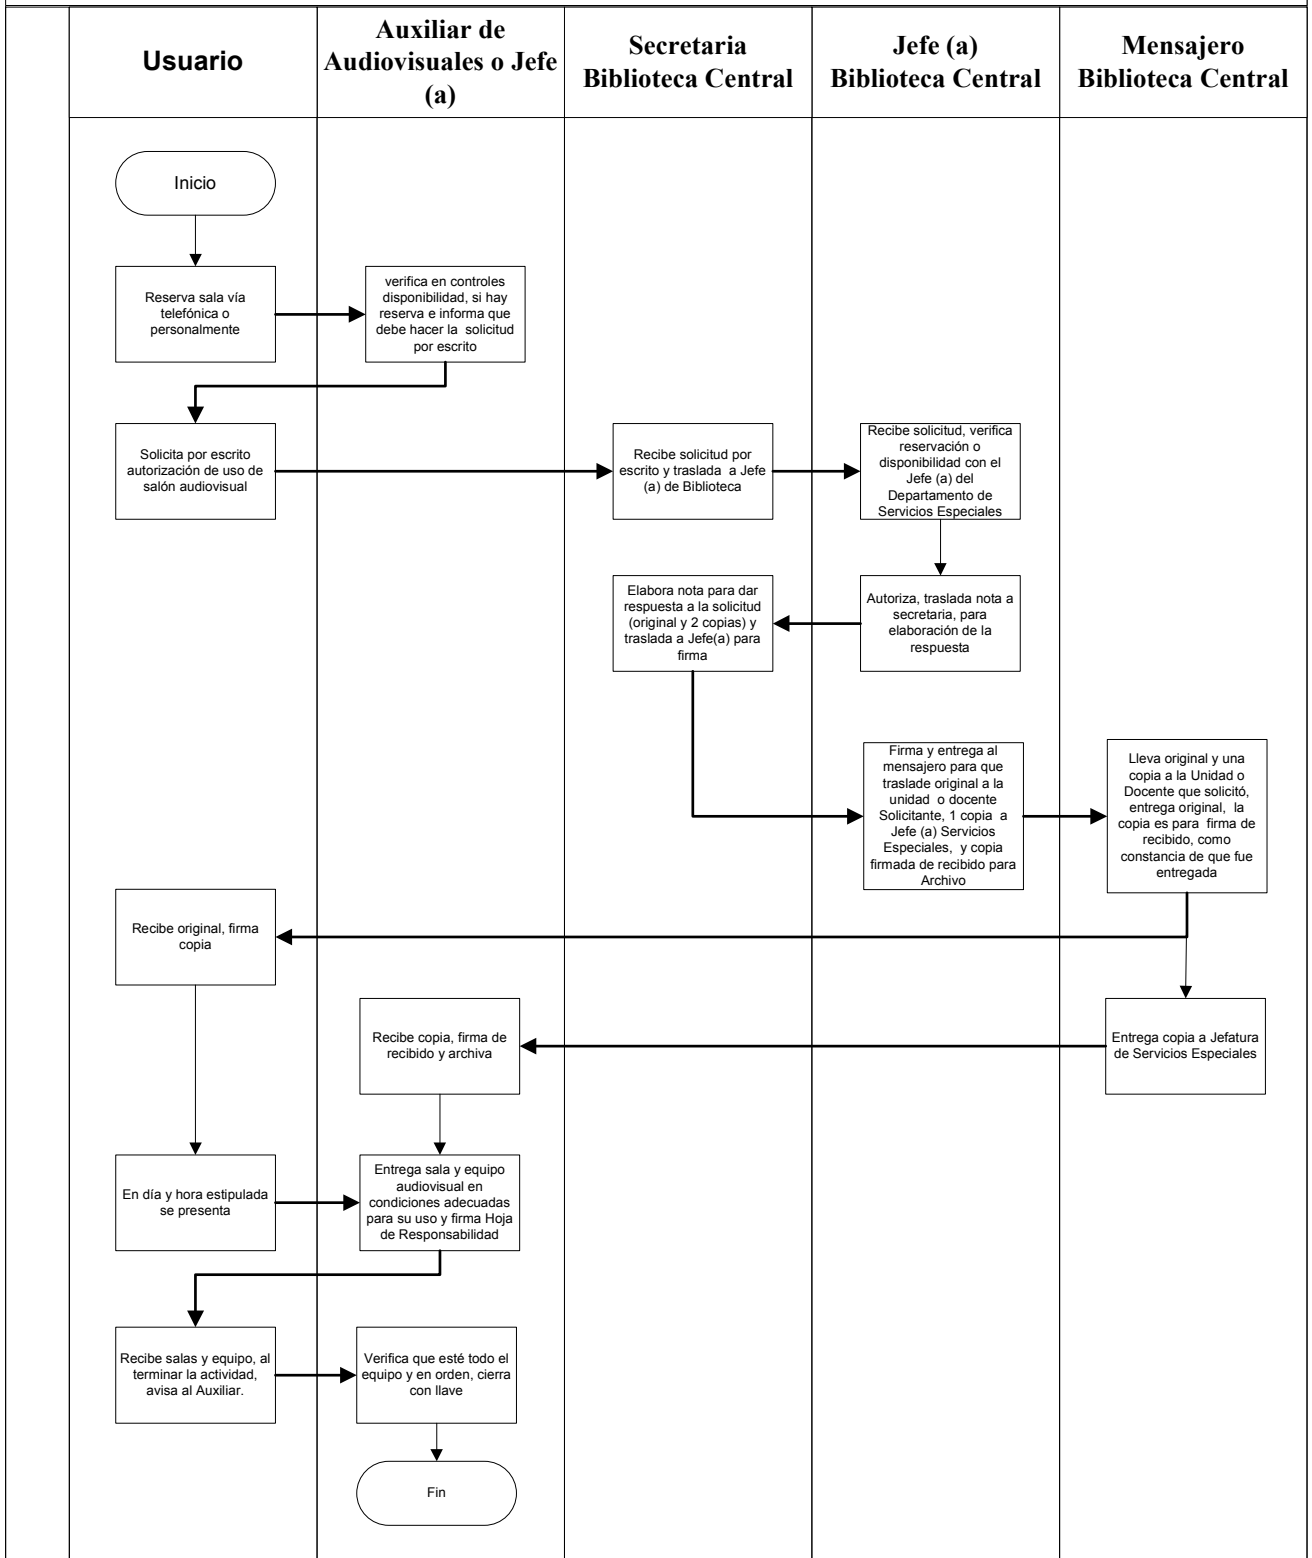 Usuario
Auxiliar de
Audiovisuales o Jefe
(a)
Secretaria
Biblioteca Central
Jefe (a)
Biblioteca Central
Mensajero
Biblioteca Central
Inicio
Reserva sala vía
telefónica o
personalmente
verifica en controles
disponibilidad, si hay
reserva e informa que
debe hacer la solicitud
por escrito
Solicita por escrito
autorización de uso de
salón audiovisual
Recibe solicitud por
escrito y traslada a Jefe
(a) de Biblioteca
Recibe solicitud, verifica
reservación o
disponibilidad con el
Jefe (a) del
Departamento de
Servicios Especiales
Elabora nota para dar
respuesta a la solicitud
(original y 2 copias) y
traslada a Jefe(a) para
firma
Autoriza, traslada nota a
secretaria, para
elaboración de la
respuesta
Firma y entrega al
mensajero para que
traslade original a la
unidad o docente
Solicitante, 1 copia a
Jefe (a) Servicios
Especiales, y copia
firmada de recibido para
Archivo
Lleva original y una
copia a la Unidad o
Docente que solicitó,
entrega original, la
copia es para firma de
recibido, como
constancia de que fue
entregada
Recibe original, firma
copia
Recibe copia, firma de
recibido y archiva
Entrega copia a Jefatura
de Servicios Especiales
En día y hora estipulada
se presenta
Entrega sala y equipo
audiovisual en
condiciones adecuadas
para su uso y firma Hoja
de Responsabilidad
Recibe salas y equipo, al
terminar la actividad,
avisa al Auxiliar.
Verifica que esté todo el
equipo y en orden, cierra
con llave
Fin